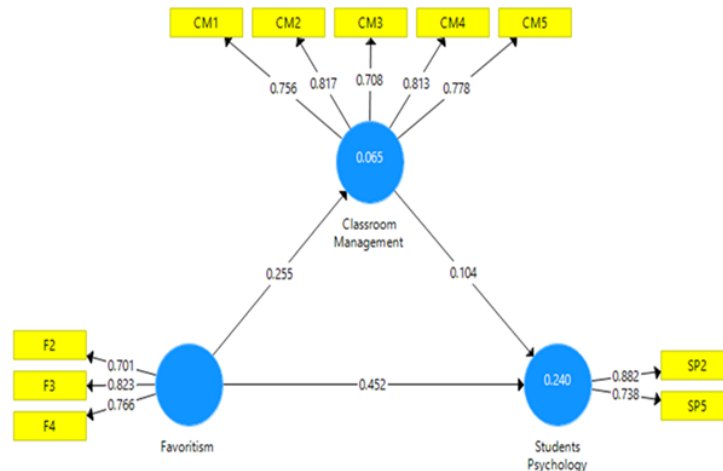 CM1 CM2 CM3 CM4 CM5
0.756 0.817 0.708 0.813 0.778
0.065
Classroom
Management
0.255 0.104
F2
F3
F4
0.701
0.823
0.766
Favoritism
0.452
0.240
Students
Psychology
0.882
0.738
SP2
SP5